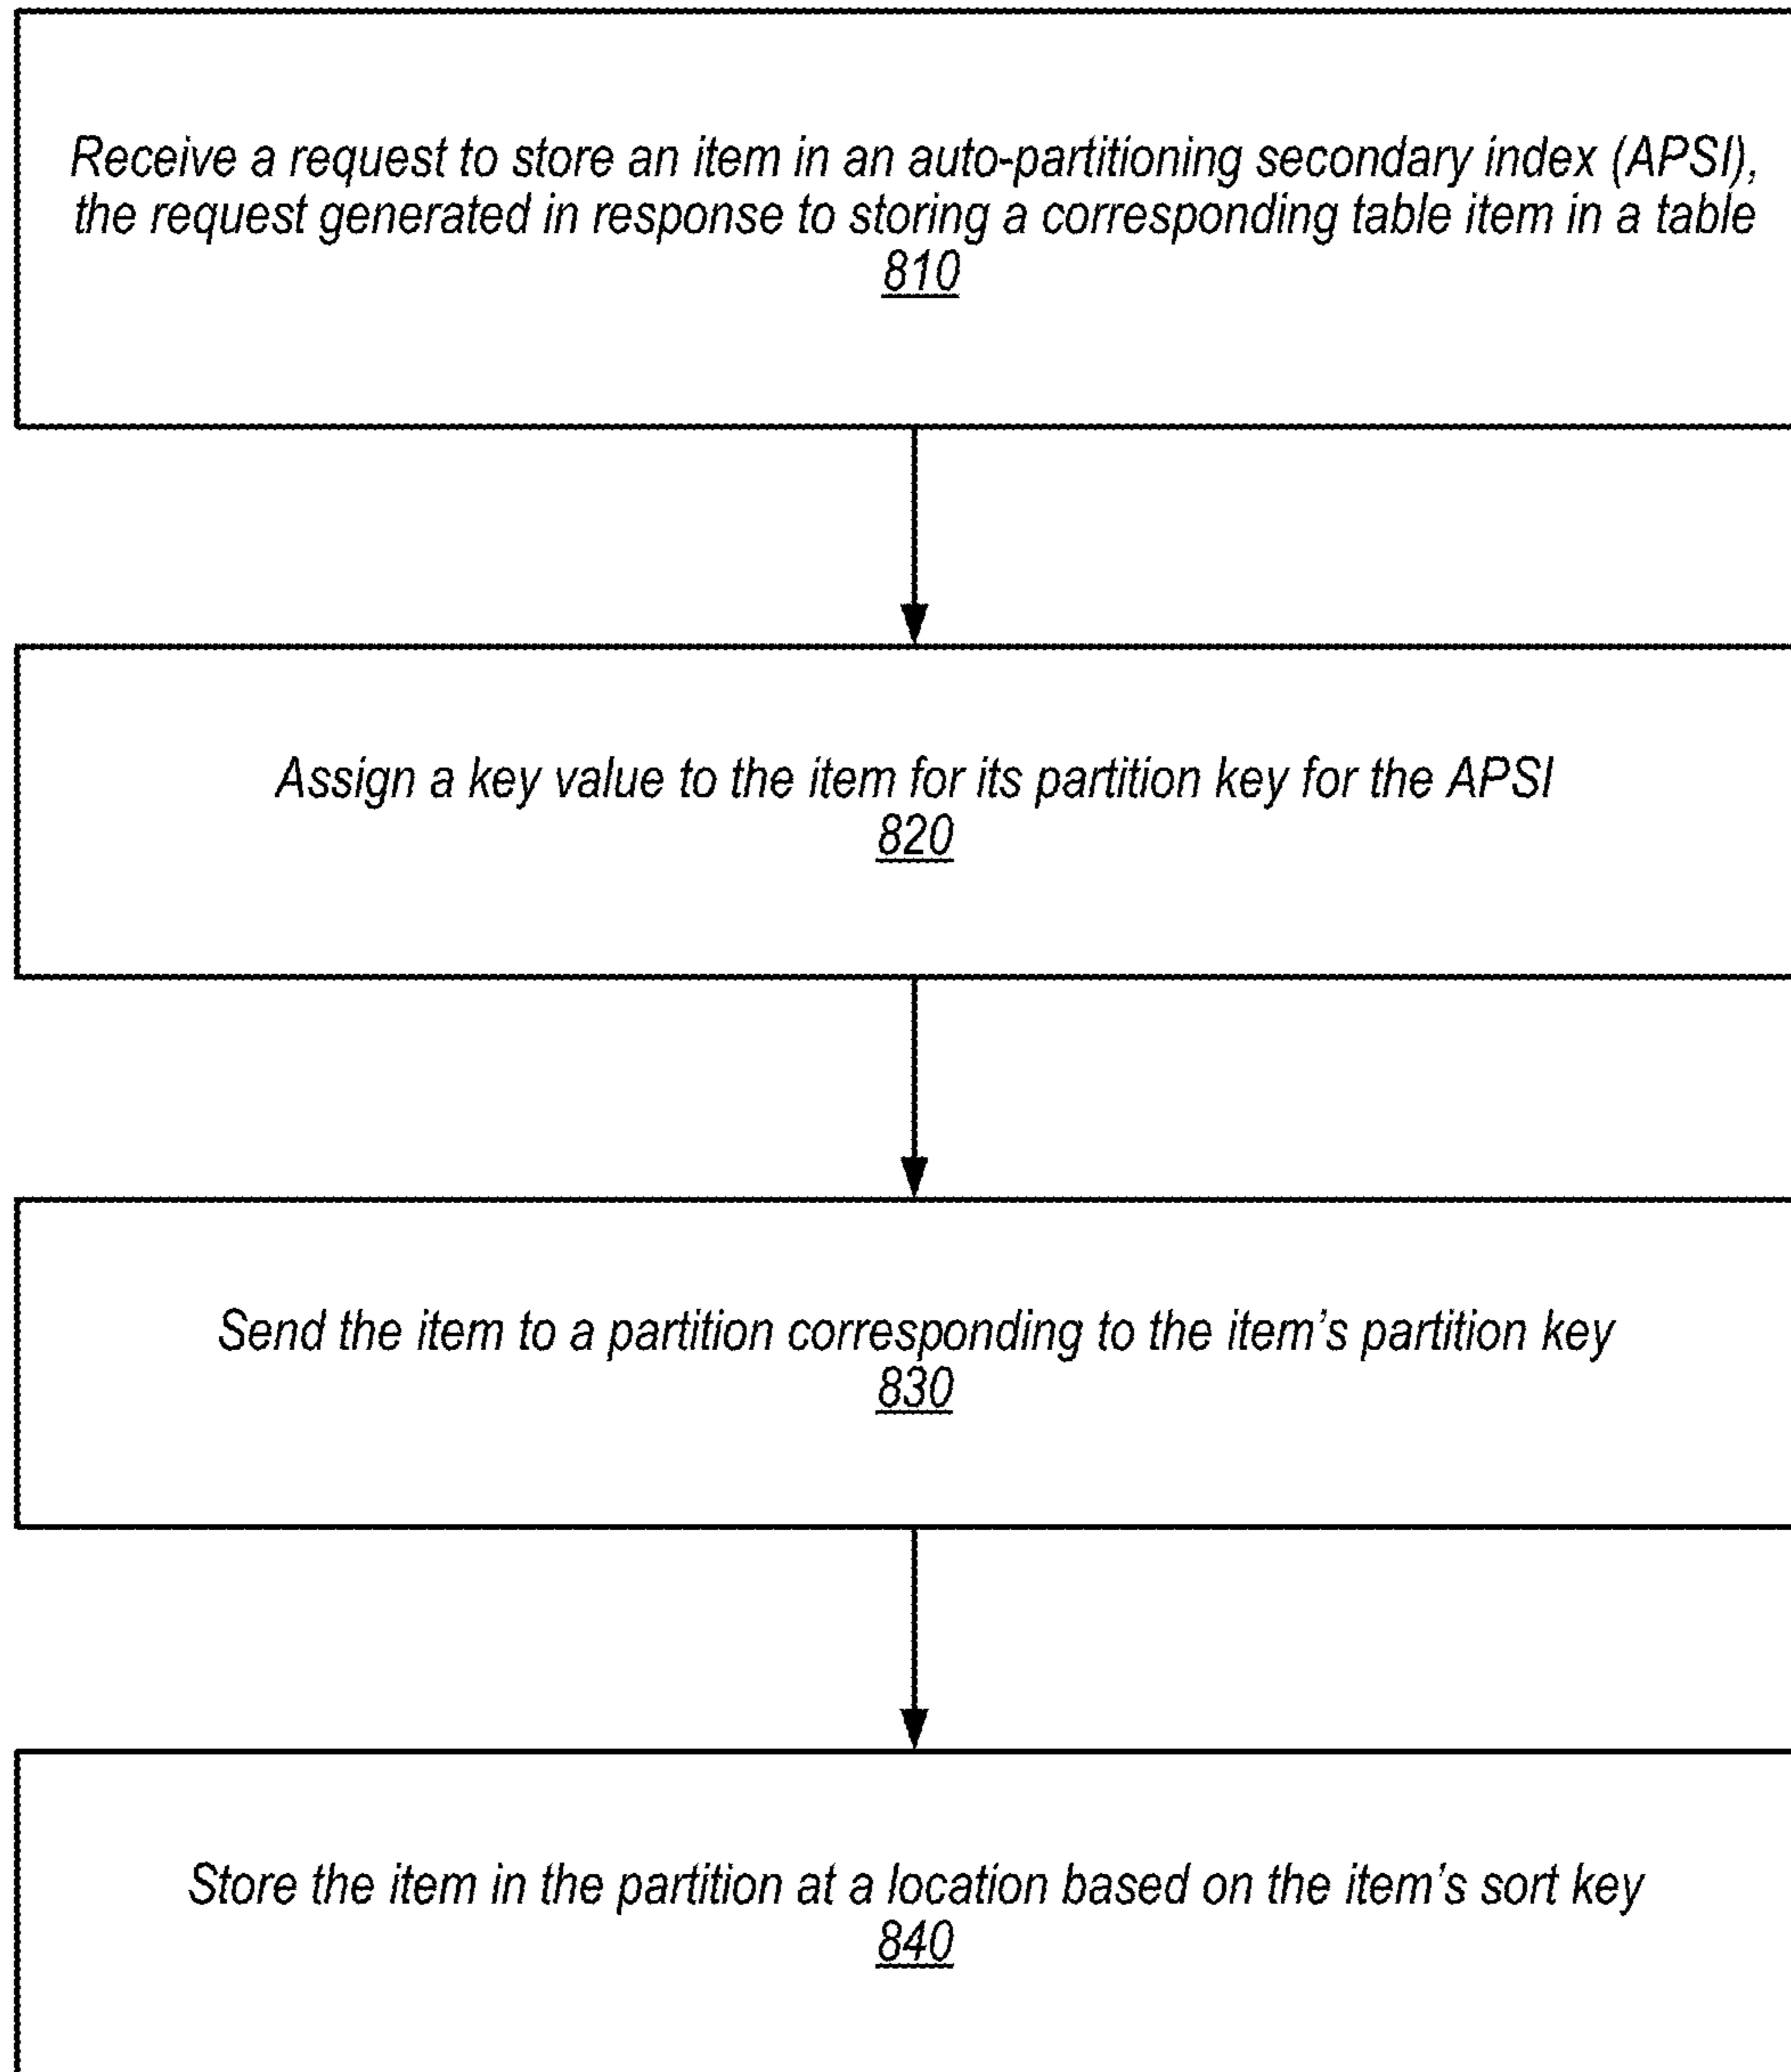 Receive a request to store an item in an auto-partitioning secondary index (APSI),
the request generated in response to storing a corresponding table item in a table
810
Assign a key value to the item for its partition key for the APSI
820
Send the item to a partition corresponding to the item's partition key
830
Store the item in the partition at a location based on the item's sort key
840